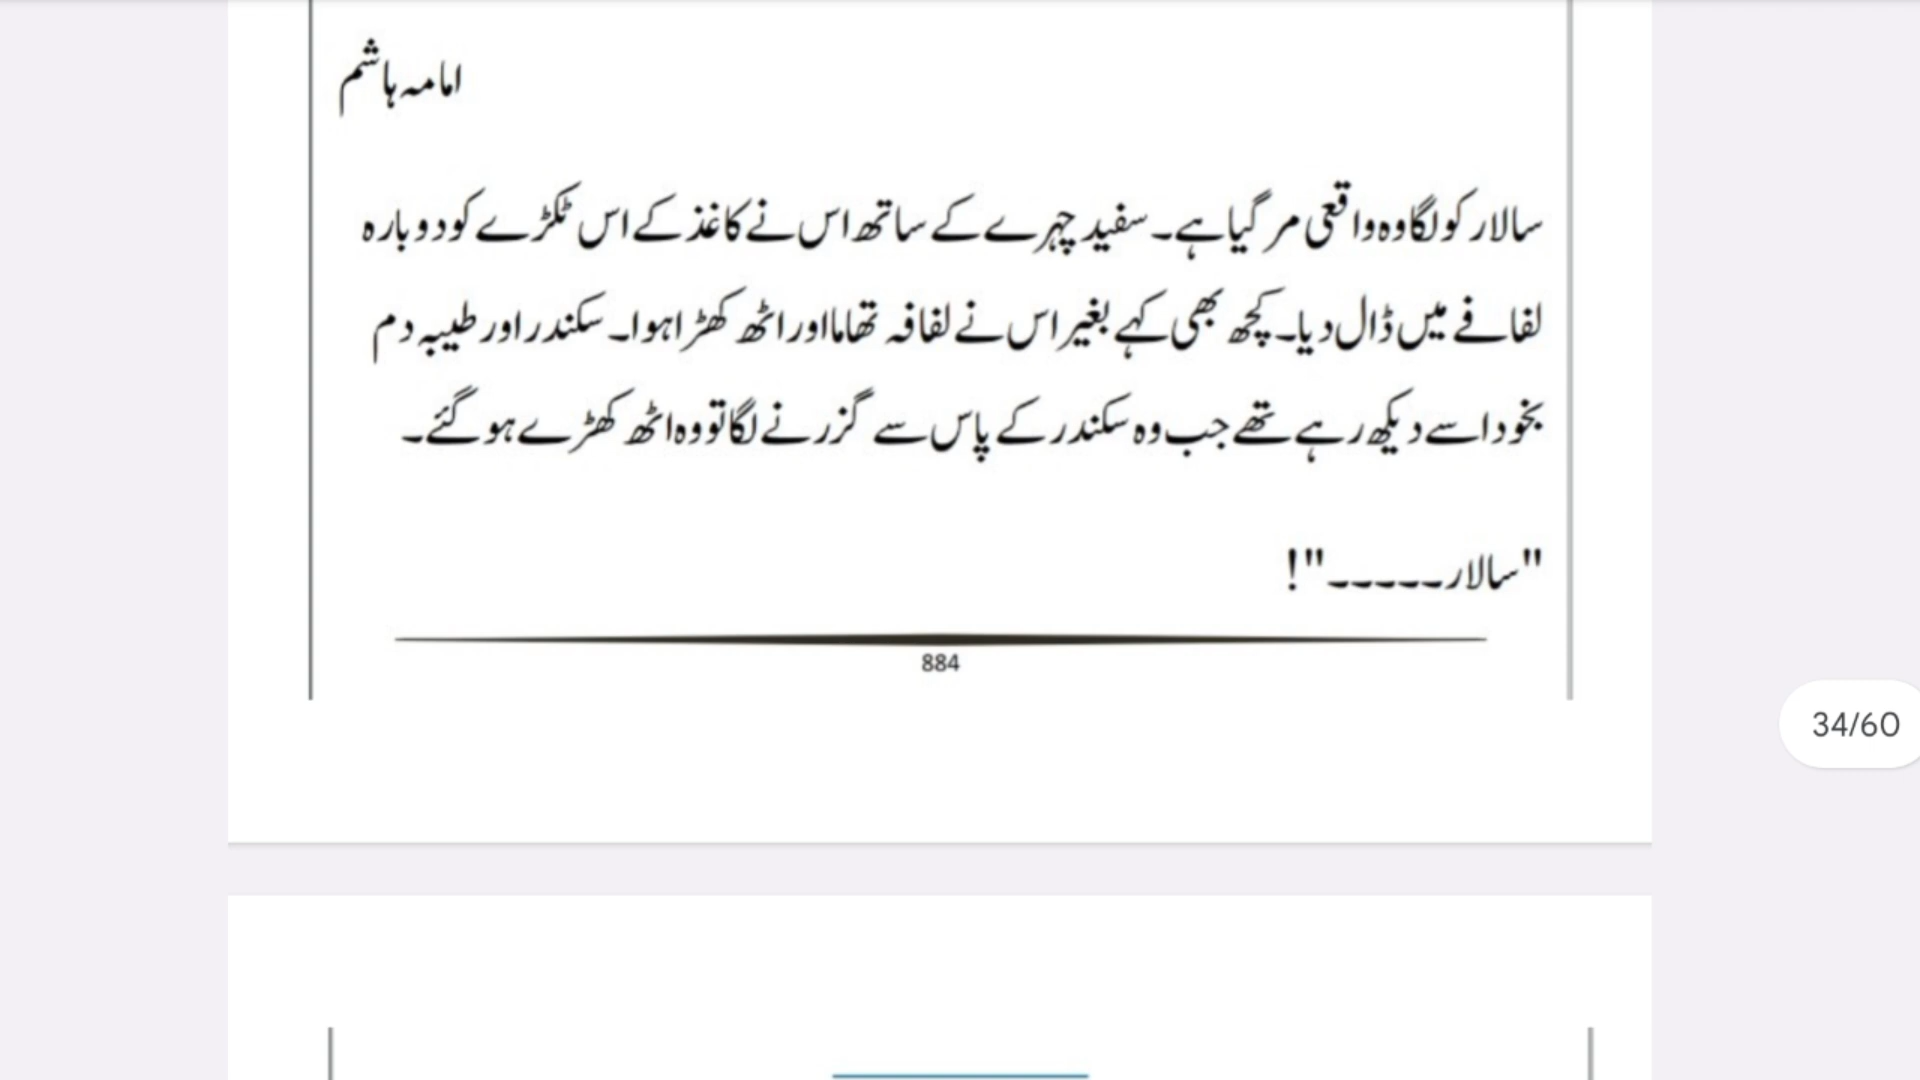 امامہ ہاشم
سالار کو لگا وہ واقعی مر گیا ہے۔ سفید چہرے کے ساتھ اس نے کاغذ کے اس ٹکڑے کو دوبارہ
لفافے میں ڈال دیا۔ کچھ بھی کہے بغیر اس نے لفافہ تھاما اور اٹھ کھڑا ہوا۔ سکندر اور طیبہ دم
بخود اسے دیکھ رہے تھے جب وہ سکندر کے پاس سے گزرنے لگا تو وہ اٹھ کھڑے ہو گئے۔
"سالار۔۔۔۔۔"!
884
34/60